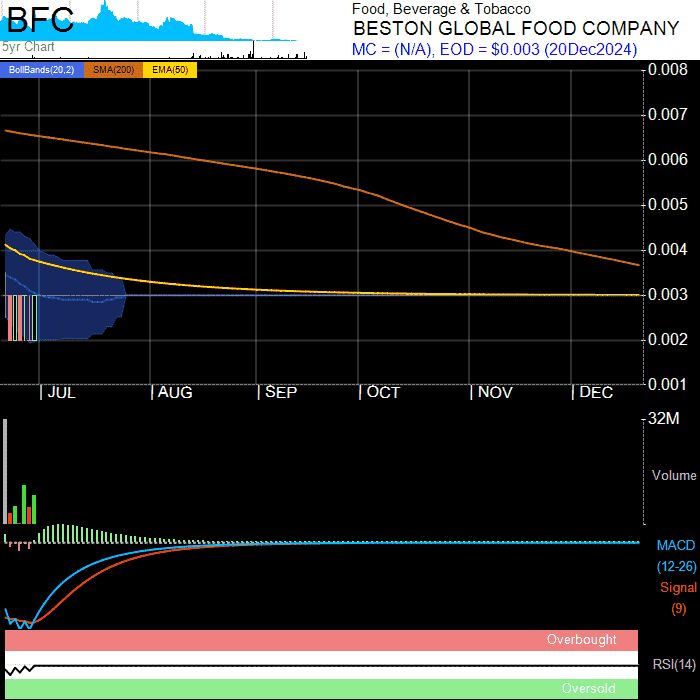 BFC
5yr Chart
Food, Beverage & Tobacco
BESTON GLOBAL FOOD COMPANY
MC = (N/A), EOD = $0.003 (20Dec2024)
BollBands(20,2) SMA(200) EMA(50)
0.008
0.007
0.006
0.005
0.004
0.003
0.002
0.001
JUL AUG SEP OCT NOV DEC
32M
Volume
MACD
(12-26)
Signal
(9)
Overbought
RSI(14)
Oversold